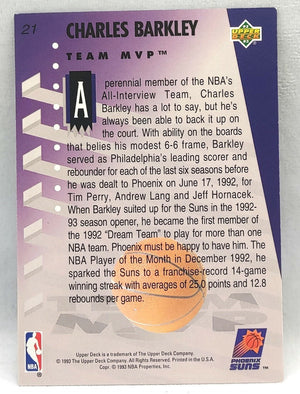 21
CHARLES BARKLEY
TEAM MVP™
UPPER DECK
A perennial member of the NBA's
All-Interview Team, Charles
Barkley has a lot to say, but he's
always been able to back it up on
the court. With ability on the boards
that belies his modest 6-6 frame, Barkley
served as Philadelphia's leading scorer and
rebounder for each of the last six seasons before
he was dealt to Phoenix on June 17, 1992, for
Tim Perry, Andrew Lang and Jeff Hornacek.
When Barkley suited up for the Suns in the 1992-
93 season opener, he became the first member of
the 1992 "Dream Team" to play for more than one
NBA team. Phoenix must be happy to have him. The
NBA Player of the Month in December 1992, he
sparked the Suns to a franchise-record 14-game
winning streak with averages of 25.0 points and 12.8
rebounds per game.
TEAM
MVP
NBA
®
Upper Deck is a trademark of The Upper Deck Company.
© 1993 The Upper Deck Company. All Rights Reserved. Printed in the U.S.A.
Copr. © 1993 NBA Properties, Inc.
PHOENIX
SUNS
™